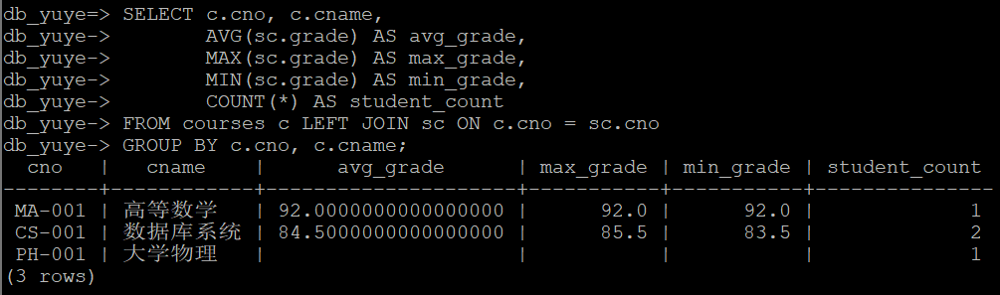 db_yuye=> SELECT c.cno, c.cname,
db_yuye->        AVG(sc.grade) AS avg_grade,
db_yuye->        MAX(sc.grade) AS max_grade,
db_yuye->        MIN(sc.grade) AS min_grade,
db_yuye->        COUNT(*) AS student_count
db_yuye-> FROM courses c LEFT JOIN sc ON c.cno = sc.cno
db_yuye-> GROUP BY c.cno, c.cname;
  cno   |   cname    |      avg_grade      | max_grade | min_grade | student_count
--------+------------+---------------------+-----------+-----------+---------------
 MA-001 | 高等数学   | 92.0000000000000000 |      92.0 |      92.0 |             1
 CS-001 | 数据库系统 | 84.5000000000000000 |      85.5 |      83.5 |             2
 PH-001 | 大学物理   |                     |           |           |             1
(3 rows)